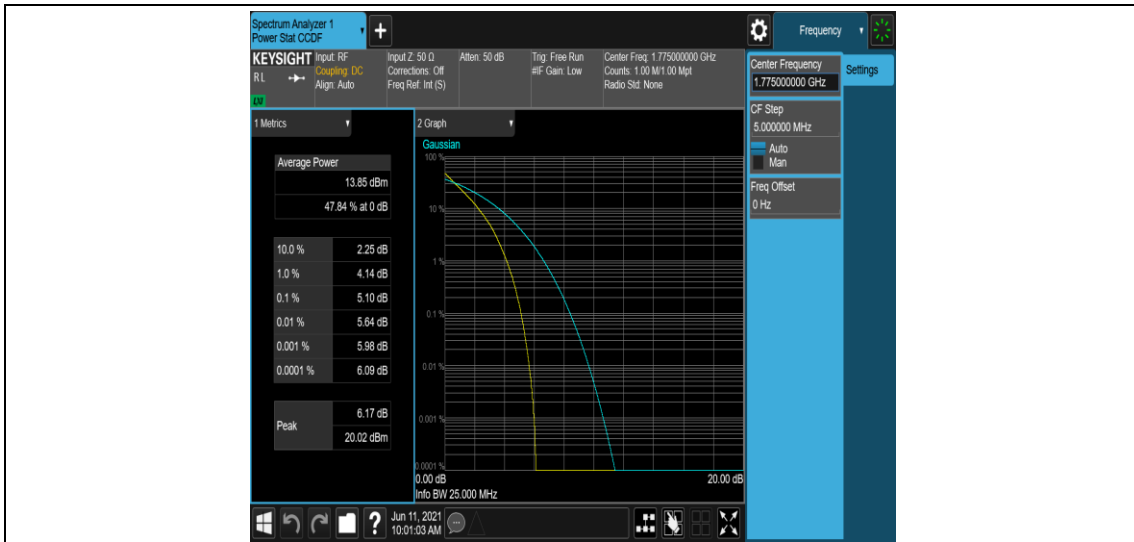 Spectrum Analyzer 1
Power Stat CCDF
+
Frequency
KEYSIGHT
RL
LXI
Input: RF
Coupling: DC
Align: Auto
Input Z: 50 Ω
Corrections: Off
Freq Ref: Int (S)
Atten: 50 dB
Trig: Free Run
#IF Gain: Low
Center Freq: 1.775000000 GHz
Counts: 1.00 M/1.00 Mpt
Radio Std: None
Center Frequency
1.775000000 GHz
Settings
CF Step
5.000000 MHz
Auto
Man
Freq Offset
0 Hz
1 Metrics
Average Power
13.85 dBm
47.84 % at 0 dB
10.0 % 2.25 dB
1.0 % 4.14 dB
0.1 % 5.10 dB
0.01 % 5.64 dB
0.001 % 5.98 dB
0.0001 % 6.09 dB
Peak
6.17 dB
20.02 dBm
2 Graph
Gaussian
100 %
10 %
1 %
0.1 %
0.01 %
0.001 %
0.0001 %
0.00 dB 20.00 dB
Info BW 25.000 MHz
?
Jun 11, 2021
10:01:03 AM